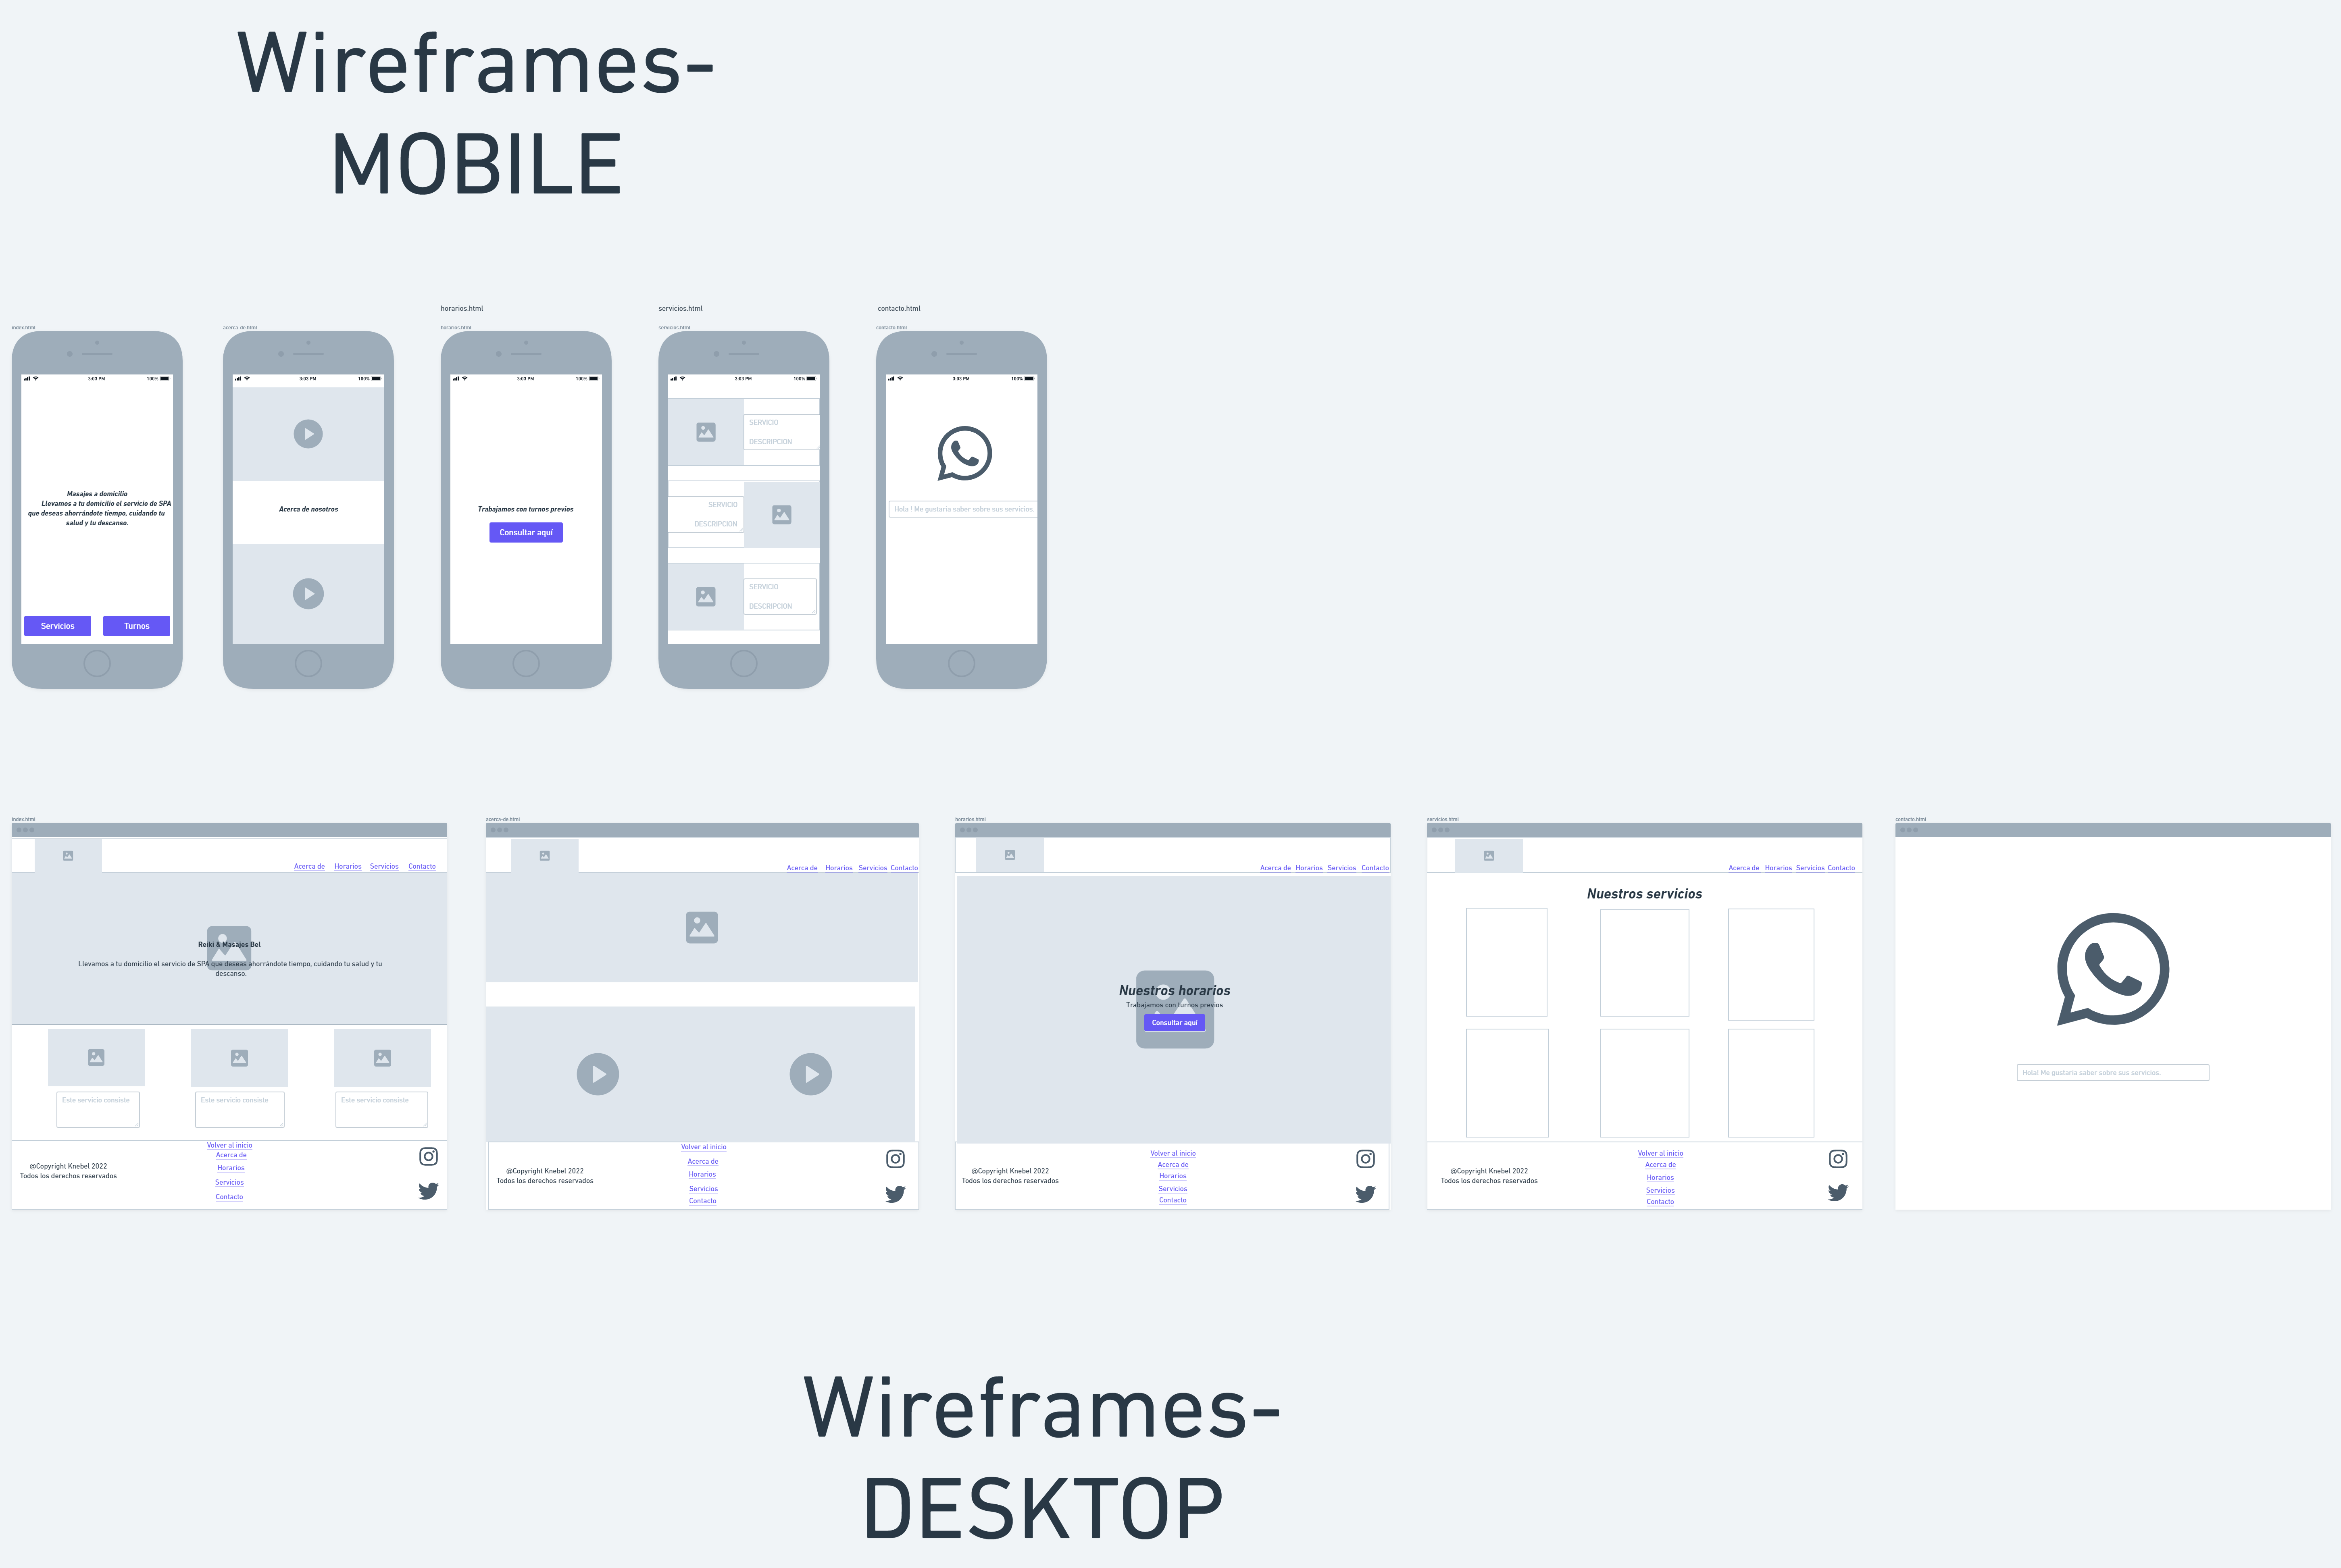 Wireframes-
MOBILE
horarios.html
servicios.html
contacto.html
index.html
acerca-de.html
horarios.html
servicios.html
contacto.html
3:03 PM
100%
Masajes a domicilio
Llevamos a tu domicilio el servicio de SPA
que deseas ahorrándote tiempo, cuidando tu
salud y tu descanso.
Servicios
Turnos
3:03 PM
100%
Acerca de nosotros
3:03 PM
100%
Trabajamos con turnos previos
Consultar aquí
3:03 PM
100%
SERVICIO
DESCRIPCION
SERVICIO
DESCRIPCION
SERVICIO
DESCRIPCION
3:03 PM
100%
Hola ! Me gustaria saber sobre sus servicios.
index.html
Acerca de Horarios Servicios Contacto
Reiki & Masajes Bel
Llevamos a tu domicilio el servicio de SPA que deseas ahorrándote tiempo, cuidando tu salud y tu
descanso.
Este servicio consiste
Este servicio consiste
Este servicio consiste
@Copyright Knebel 2022
Todos los derechos reservados
Volver al inicio
Acerca de
Horarios
Servicios
Contacto
acerca-de.html
Acerca de Horarios Servicios Contacto
@Copyright Knebel 2022
Todos los derechos reservados
Volver al inicio
Acerca de
Horarios
Servicios
Contacto
horarios.html
Acerca de Horarios Servicios Contacto
Nuestros horarios
Trabajamos con turnos previos
Consultar aquí
@Copyright Knebel 2022
Todos los derechos reservados
Volver al inicio
Acerca de
Horarios
Servicios
Contacto
servicios.html
Acerca de Horarios Servicios Contacto
Nuestros servicios
@Copyright Knebel 2022
Todos los derechos reservados
Volver al inicio
Acerca de
Horarios
Servicios
Contacto
contacto.html
Hola! Me gustaria saber sobre sus servicios.
Wireframes-
DESKTOP